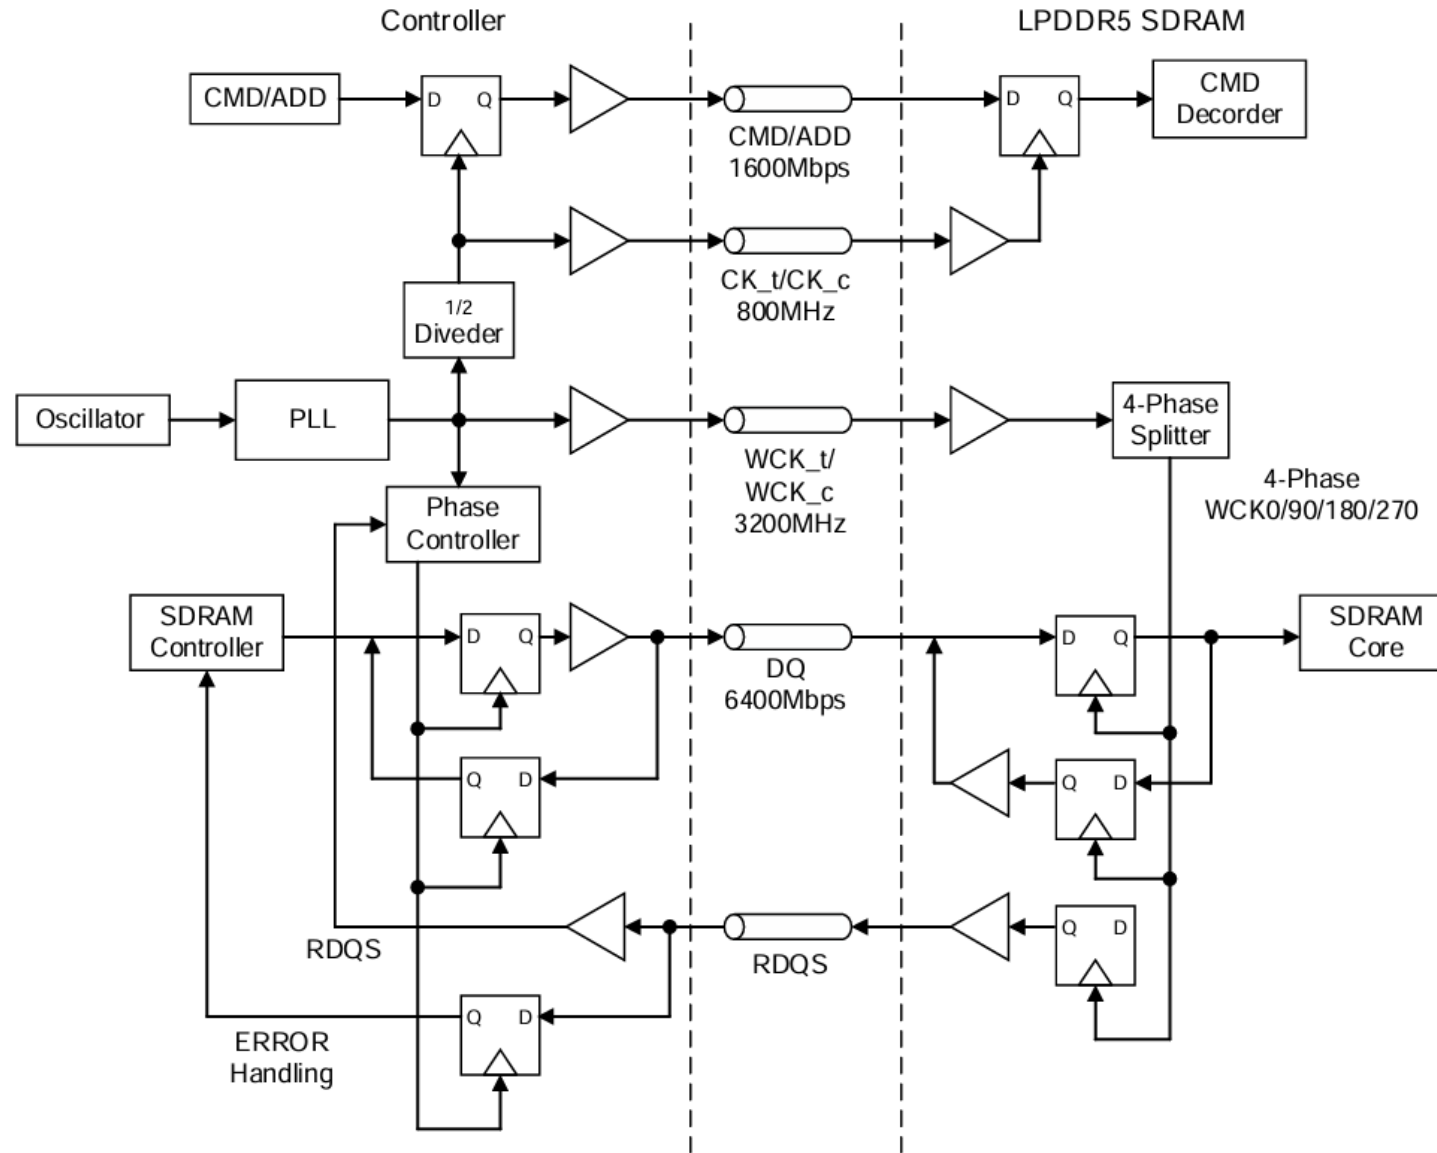 Controller
LPDDR5 SDRAM
CMD/ADD
D Q
CMD/ADD
1600Mbps
D Q
CMD
Decorder
CK_t/CK_c
800MHz
1/2
Diveder
Oscillator
PLL
WCK_t/
WCK_c
3200MHz
4-Phase
Splitter
4-Phase
WCK0/90/180/270
Phase
Controller
SDRAM
Controller
D Q
DQ
6400Mbps
D Q
SDRAM
Core
Q D
Q D
RDQS
RDQS
Q D
Q D
ERROR
Handling